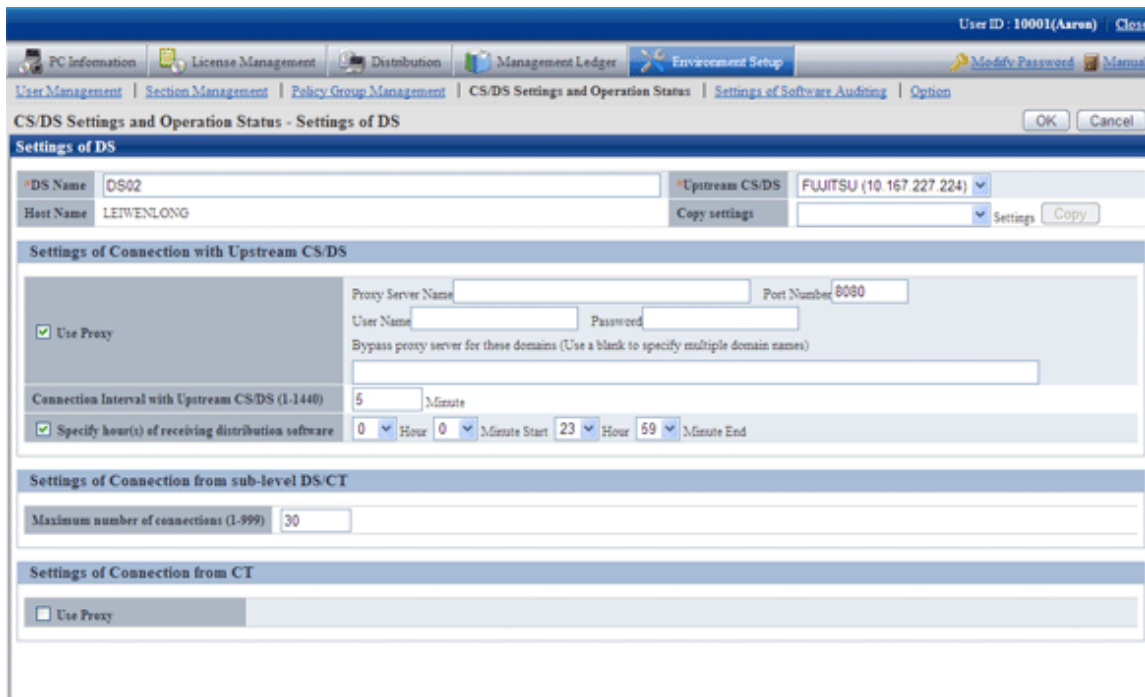 User ID : 10001(Aaron) Close
PC Information License Management Distribution Management Ledger Environment Setup Modify Password Manual
User Management | Section Management | Policy Group Management | CS/DS Settings and Operation Status | Settings of Software Auditing | Option
CS/DS Settings and Operation Status - Settings of DS OK Cancel
Settings of DS
*DS Name DS02 *Upstream CS/DS FUJITSU (10.167.227.224)
Host Name LEIWENLONG Copy settings Settings Copy
Settings of Connection with Upstream CS/DS
Proxy Server Name Port Number 8080
User Name Password
Use Proxy
Bypass proxy server for these domains (Use a blank to specify multiple domain names)
Connection Interval with Upstream CS/DS (1-1440) 5 Minute
Specify hour(s) of receiving distribution software 0 Hour 0 Minute Start 23 Hour 59 Minute End
Settings of Connection from sub-level DS/CT
Maximum number of connections (1-999) 30
Settings of Connection from CT
Use Proxy